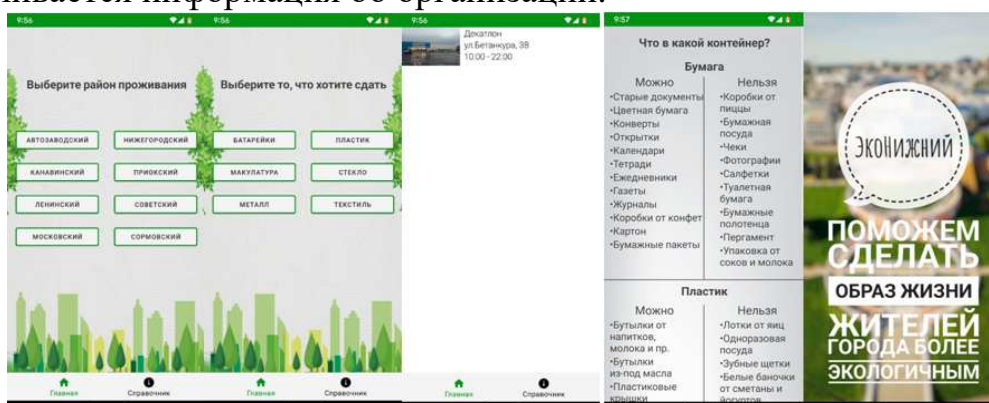 9:56
Выберите район проживания
АВТОЗАВОДСКИЙ
НИЖЕГОРОДСКИЙ
КАНАВИНСКИЙ
ПРИОКСКИЙ
ЛЕНИНСКИЙ
СОВЕТСКИЙ
МОСКОВСКИЙ
СОРМОВСКИЙ
Главная
Справочник
9:56
Выберите то, что хотите сдать
БАТАРЕЙКИ
ПЛАСТИК
МАКУЛАТУРА
СТЕКЛО
МЕТАЛЛ
ТЕКСТИЛЬ
Главная
Справочник
9:56
Декатлон
ул.Бетанкура, 38
10:00 - 22:00
Главная
Справочник
9:57
Что в какой контейнер?
Бумага
Можно
•Старые документы
•Цветная бумага
•Конверты
•Открытки
•Календари
•Тетради
•Ежедневники
•Газеты
•Журналы
•Коробки от конфет
•Картон
•Бумажные пакеты
Нельзя
•Коробки от
пиццы
•Бумажная
посуда
•Чеки
•Фотографии
•Салфетки
•Туалетная
бумага
•Бумажные
полотенца
•Пергамент
•Упаковка от
соков и молока
Пластик
Можно
•Бутылки от
напитков,
молока и пр.
•Бутылки
из-под масла
•Пластиковые
крышки
Нельзя
•Лотки от яиц
•Одноразовая
посуда
•Зубные щетки
•Белые баночки
от сметаны и
йогуртов
ЭкоНижний
ПОМОЖЕМ
СДЕЛАТЬ
ОБРАЗ ЖИЗНИ
ЖИТЕЛЕЙ
ГОРОДА БОЛЕЕ
ЭКОЛОГИЧНЫМ